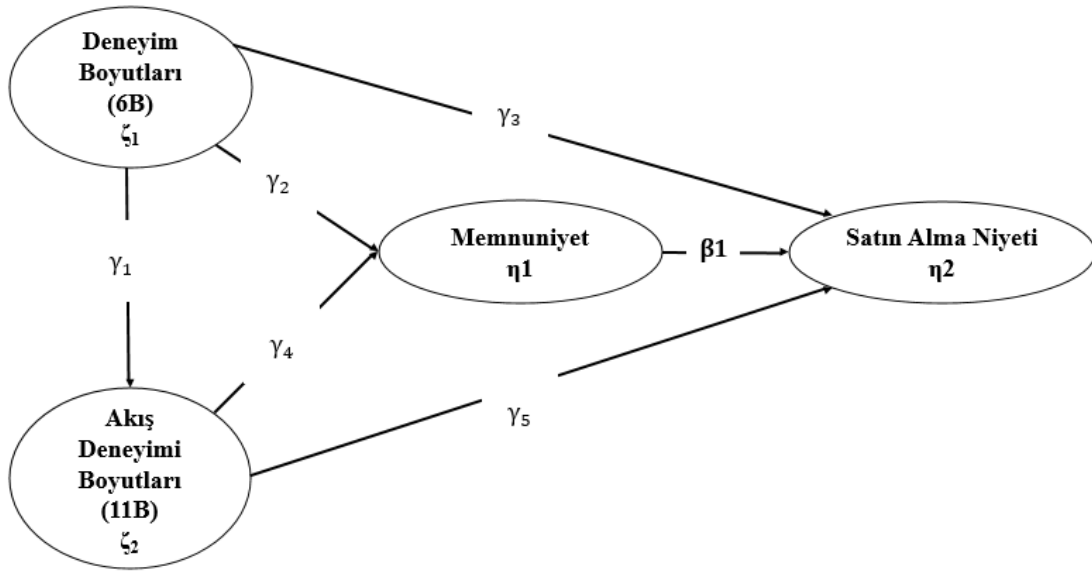 Deneyim
Boyutları
(6B)
ζ₁
γ₃
γ₂
Memnuniyet
η1
β1
Satın Alma Niyeti
η2
γ₁
γ₄
γ₅
Akış
Deneyimi
Boyutları
(11B)
ζ₂